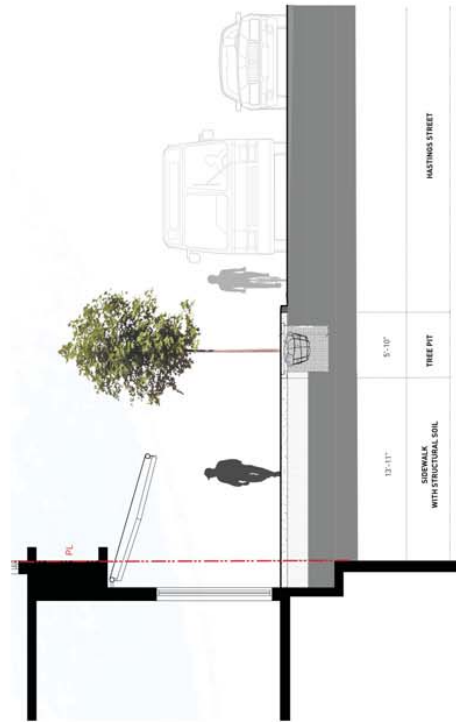 PL
13'-11"
5'-10"
SIDEWALK
WITH STRUCTURAL SOIL
TREE PIT
HASTINGS STREET